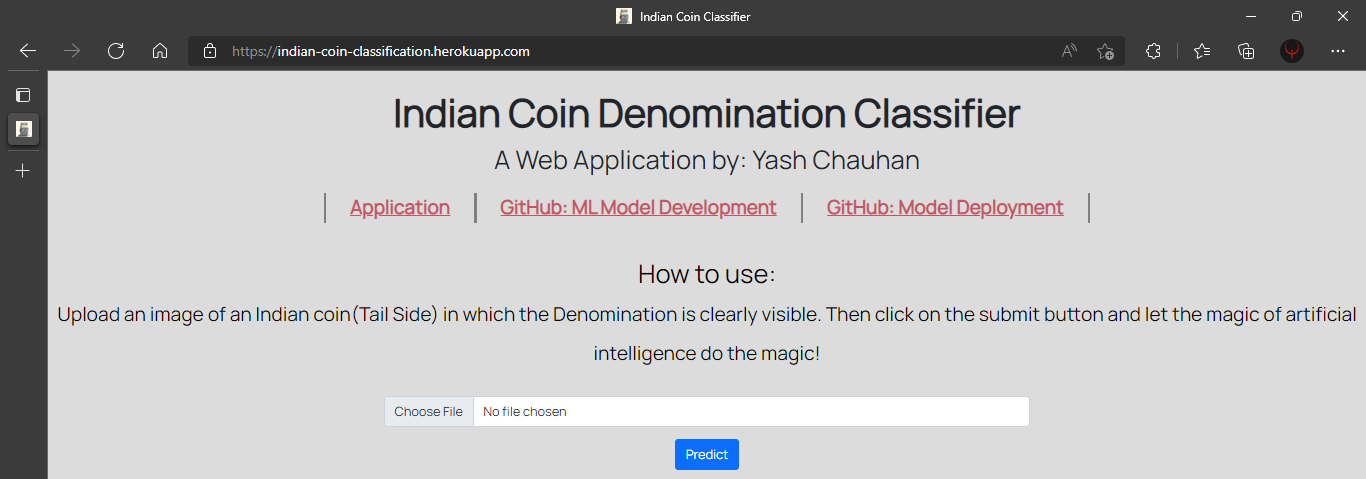 Indian Coin Classifier
https://indian-coin-classification.herokuapp.com
Indian Coin Denomination Classifier
A Web Application by: Yash Chauhan
Application
GitHub: ML Model Development
GitHub: Model Deployment
How to use:
Upload an image of an Indian coin(Tail Side) in which the Denomination is clearly visible. Then click on the submit button and let the magic of artificial
intelligence do the magic!
Choose File
No file chosen
Predict